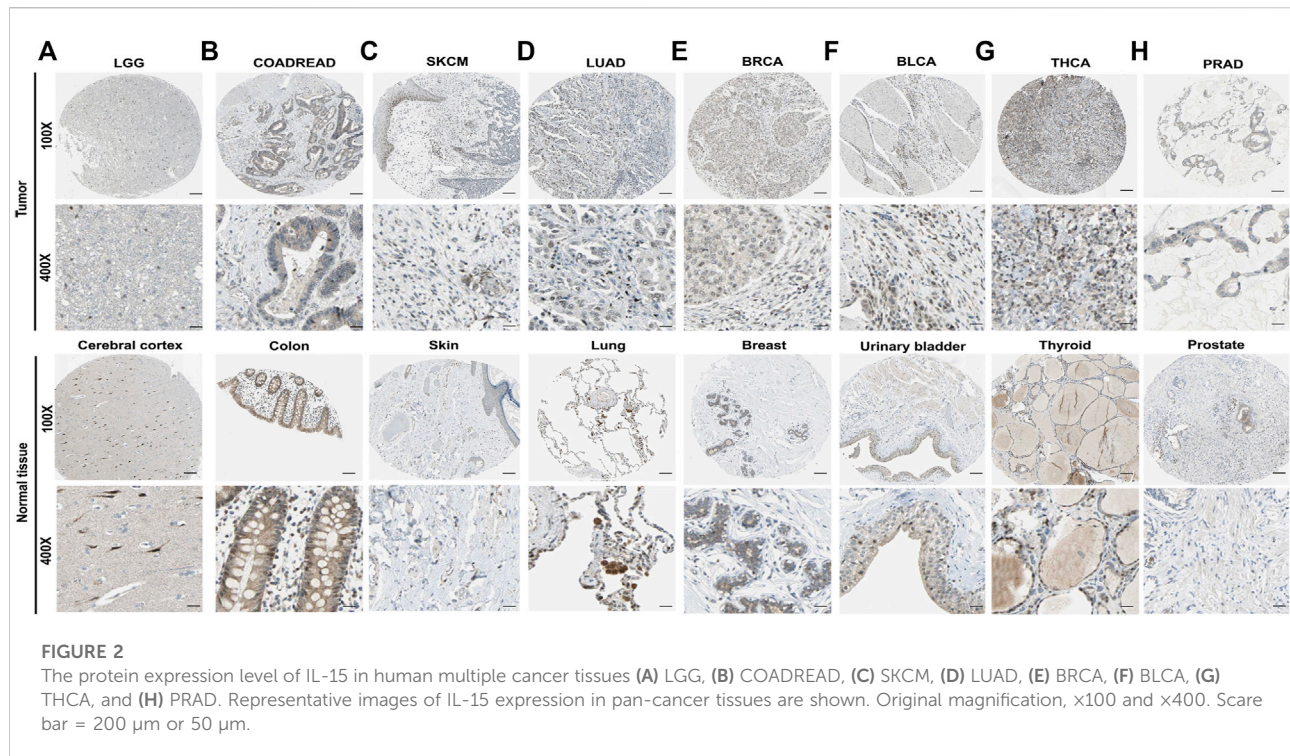 A LGG B COADREAD C SKCM D LUAD E BRCA F BLCA G THCA H PRAD
Tumor
100X
400X
Cerebral cortex Colon Skin Lung Breast Urinary bladder Thyroid Prostate
Normal tissue
100X
400X
FIGURE 2
The protein expression level of IL-15 in human multiple cancer tissues (A) LGG, (B) COADREAD, (C) SKCM, (D) LUAD, (E) BRCA, (F) BLCA, (G)
THCA, and (H) PRAD. Representative images of IL-15 expression in pan-cancer tissues are shown. Original magnification, ×100 and ×400. Scare
bar = 200 μm or 50 μm.